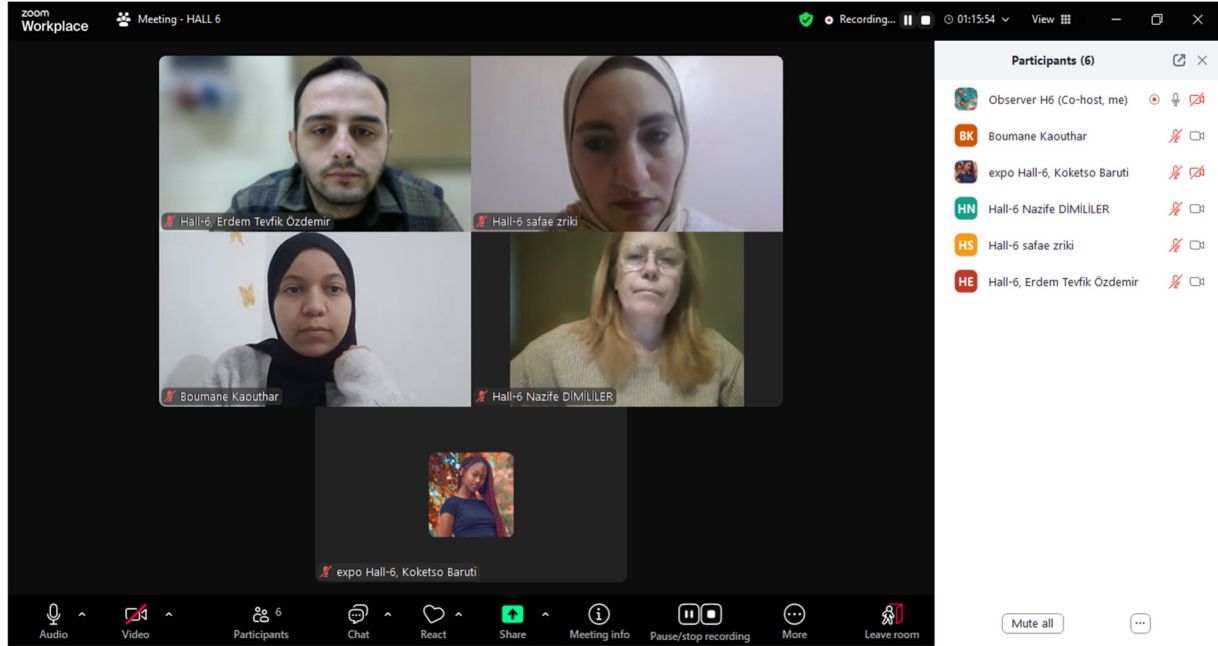 zoom
Workplace
Meeting - HALL 6
Recording...
01:15:54
View
Hall-6, Erdem Tevfik Özdemir
Hall-6 safae zriki
Boumane Kaouthar
Hall-6 Nazife DİMİLİLER
expo Hall-6, Koketso Baruti
Participants (6)
Observer H6 (Co-host, me)
BK Boumane Kaouthar
expo Hall-6, Koketso Baruti
HN Hall-6 Nazife DİMİLİLER
HS Hall-6 safae zriki
HE Hall-6, Erdem Tevfik Özdemir
Mute all
Audio
Video
6
Participants
Chat
React
Share
Meeting info
Pause/stop recording
More
Leave room